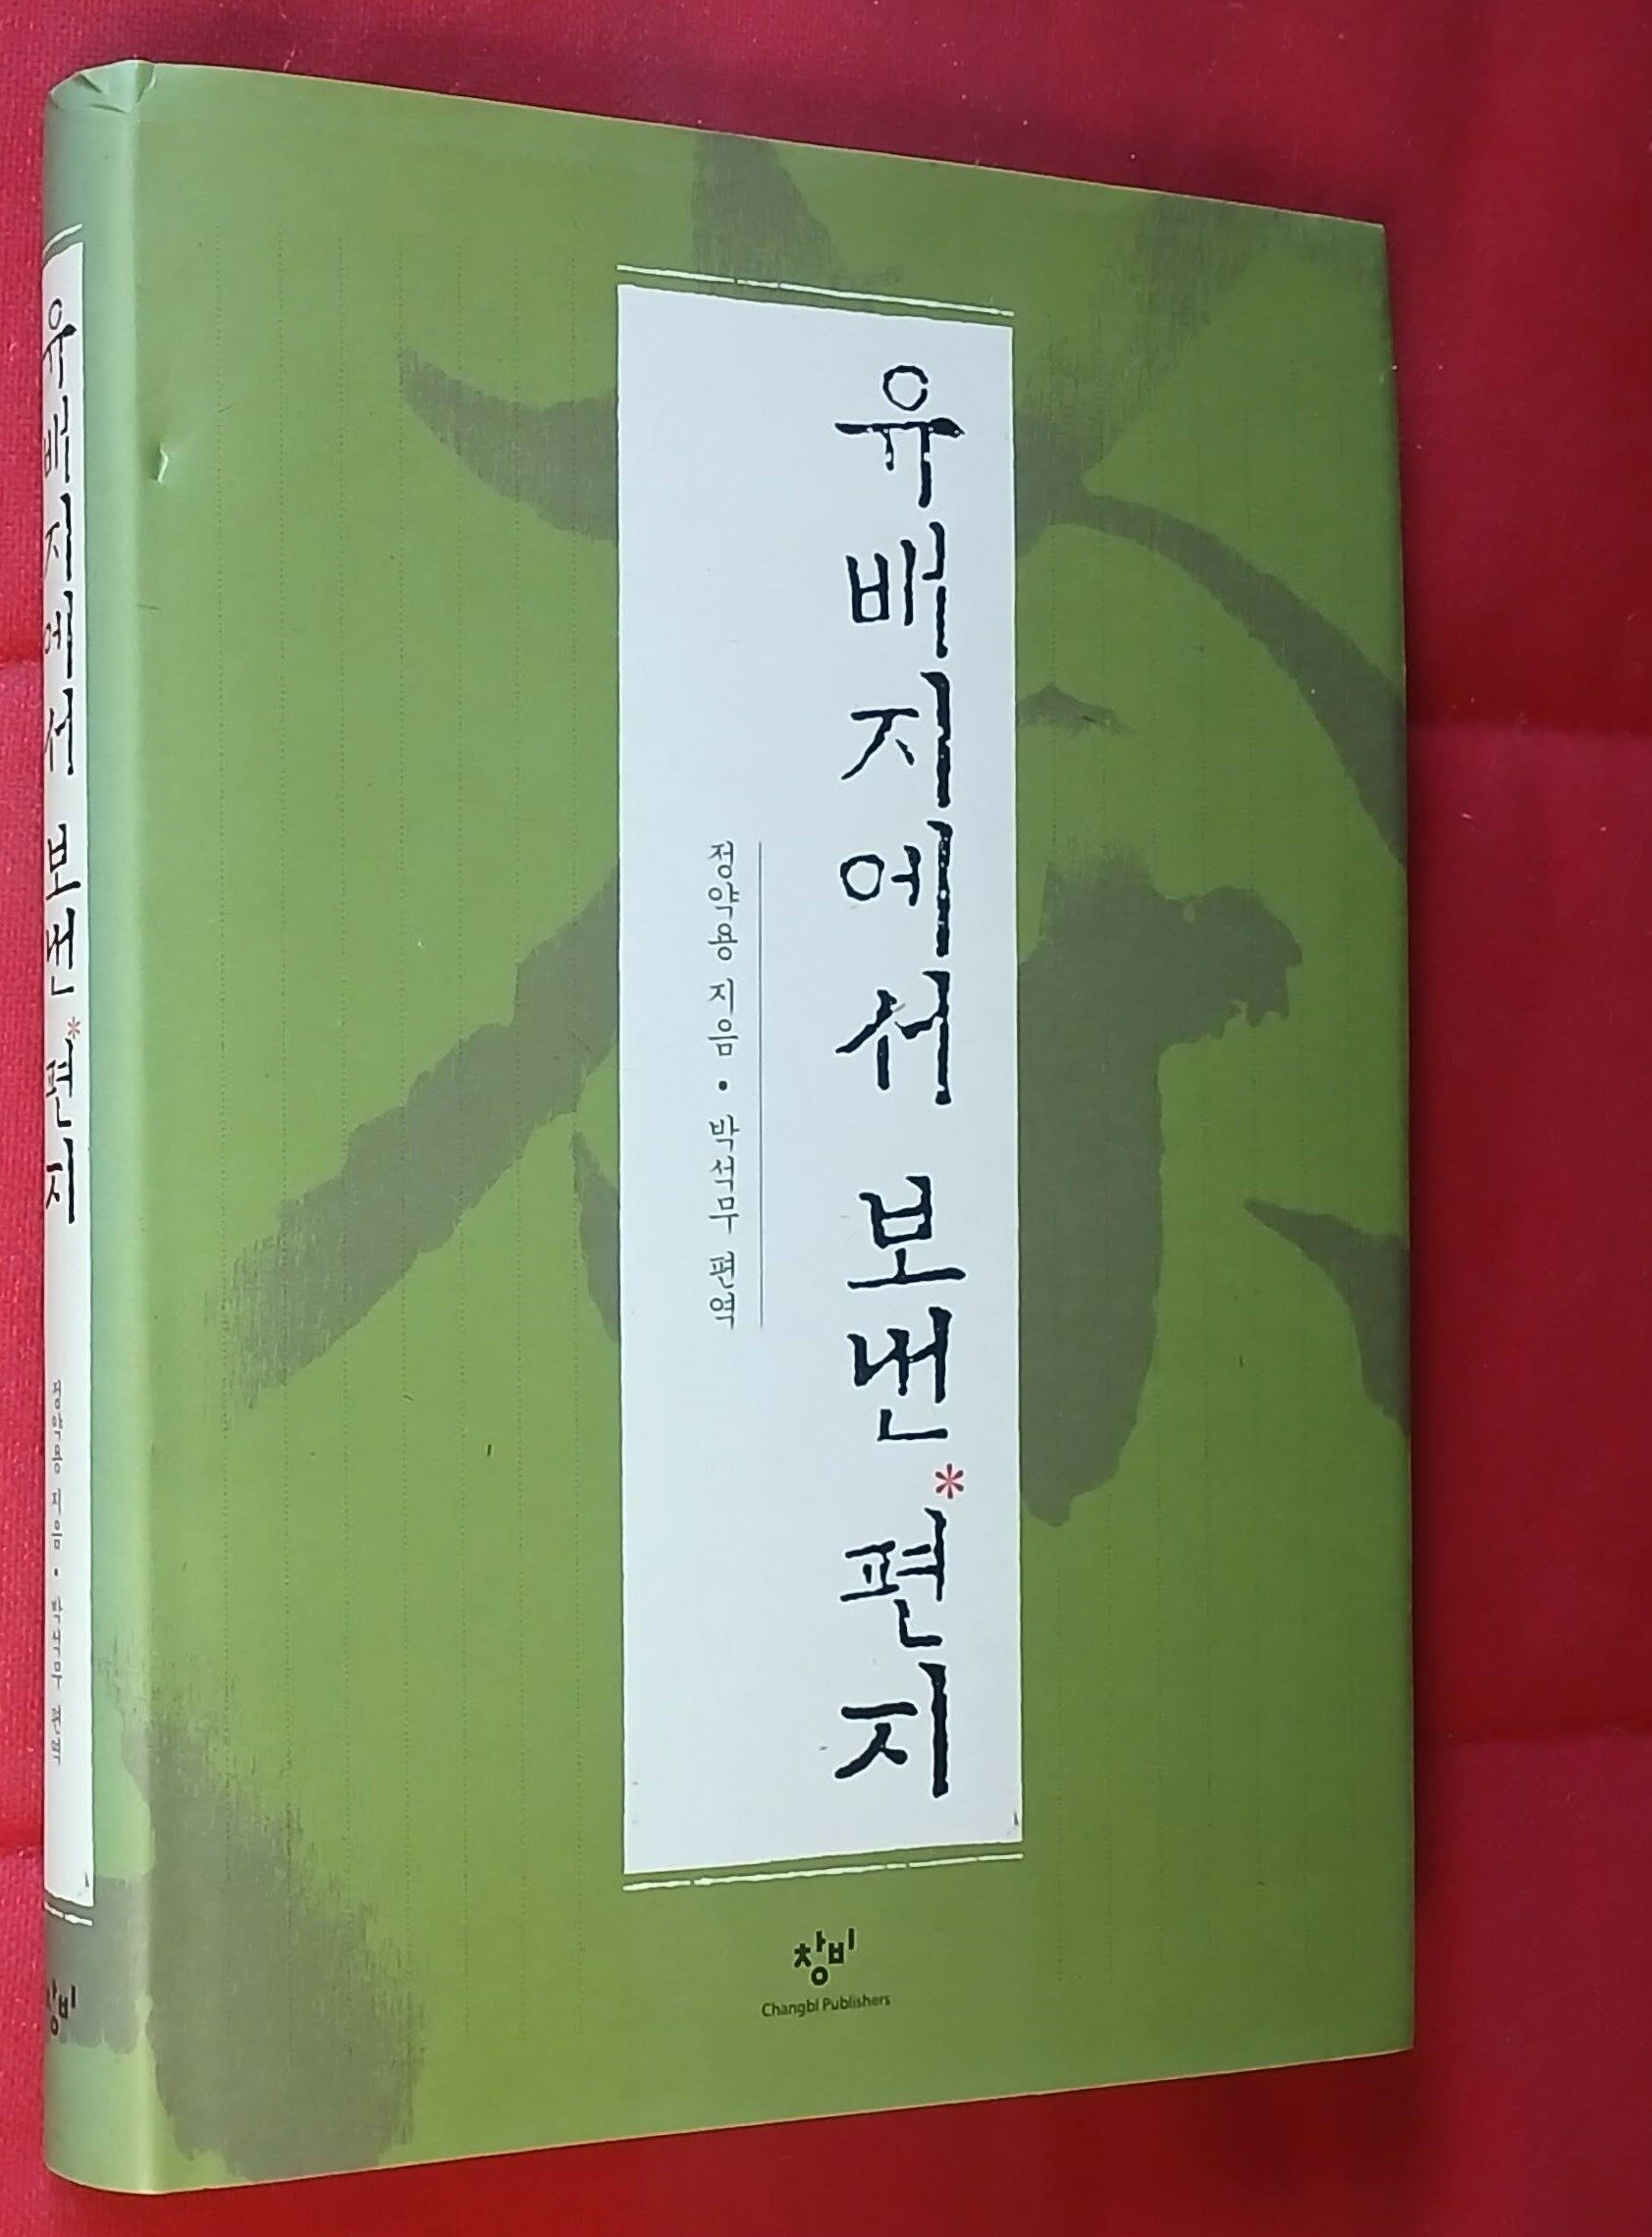 유배지에서 보낸*편지
정약용 지음 • 박석무 편역
창비
Changbi Publishers
유배지에서 보낸*편지
정약용 지음 • 박석무 편역
창비